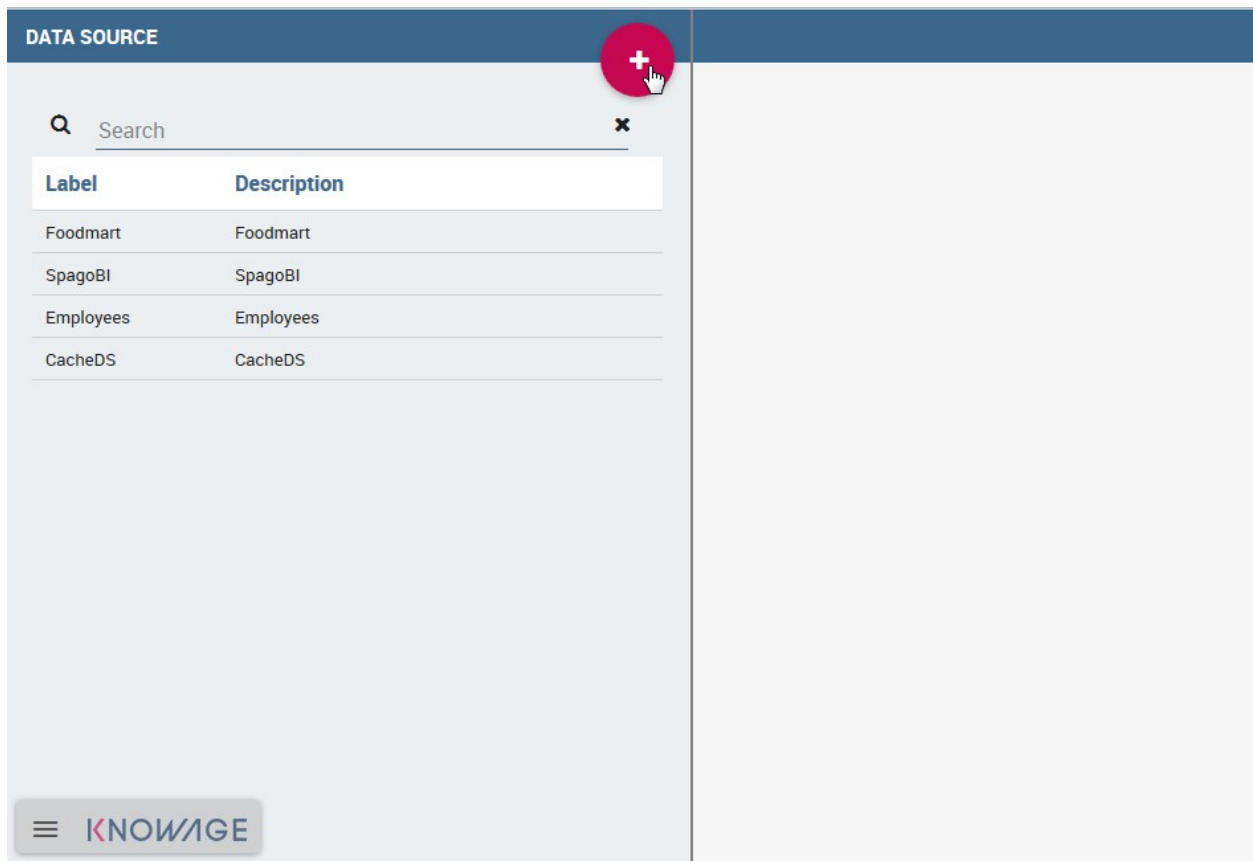 DATA SOURCE
Search
Label Description
Foodmart Foodmart
SpagoBI SpagoBI
Employees Employees
CacheDS CacheDS
KNOWAGE